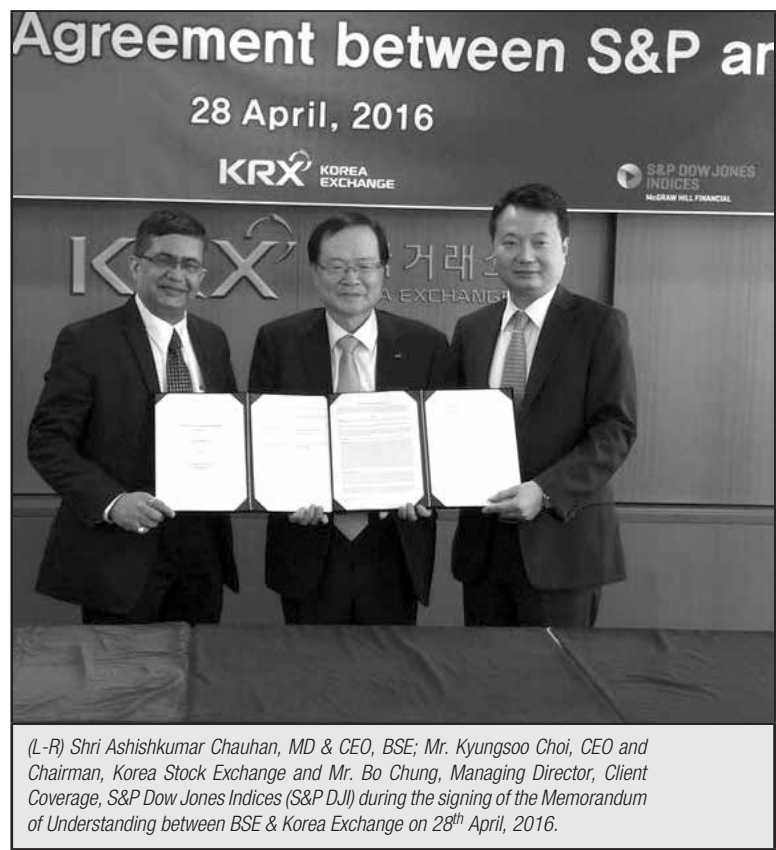 Agreement between S&P ar
28 April, 2016
KRX KOREA EXCHANGE
S&P DOW JONES INDICES
McGRAW HILL FINANCIAL
KRX 거래소
A EXCHANGE
(L-R) Shri Ashishkumar Chauhan, MD & CEO, BSE; Mr. Kyungsoo Choi, CEO and
Chairman, Korea Stock Exchange and Mr. Bo Chung, Managing Director, Client
Coverage, S&P Dow Jones Indices (S&P DJI) during the signing of the Memorandum
of Understanding between BSE & Korea Exchange on 28th April, 2016.